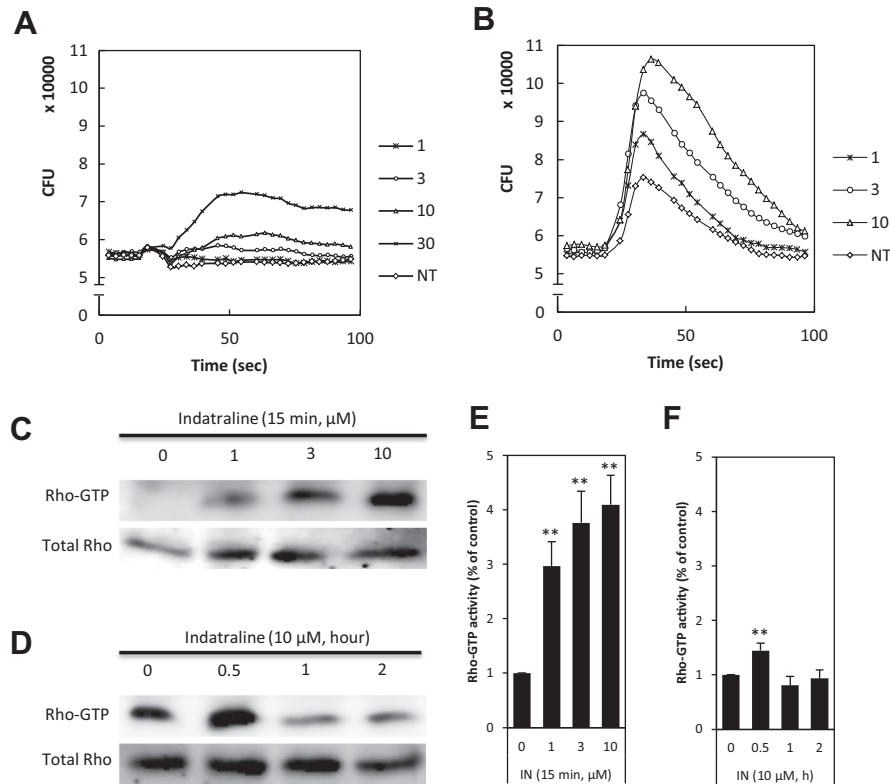 A
B
x 10000
11
10
9
8
7
6
5
0
CFU
0
50
100
Time (sec)
1
3
10
30
NT
x 10000
11
10
9
8
7
6
5
0
CFU
0
50
100
Time (sec)
1
3
10
NT
C
Indatraline (15 min, µM)
0 1 3 10
Rho-GTP
Total Rho
D
Indatraline (10 µM, hour)
0 0.5 1 2
Rho-GTP
Total Rho
E
Rho-GTP activity (% of control)
5
4
3
2
1
0
**
**
**
0 1 3 10
IN (15 min, µM)
F
Rho-GTP activity (% of control)
5
4
3
2
1
0
**
0 0.5 1 2
IN (10 µM, h)